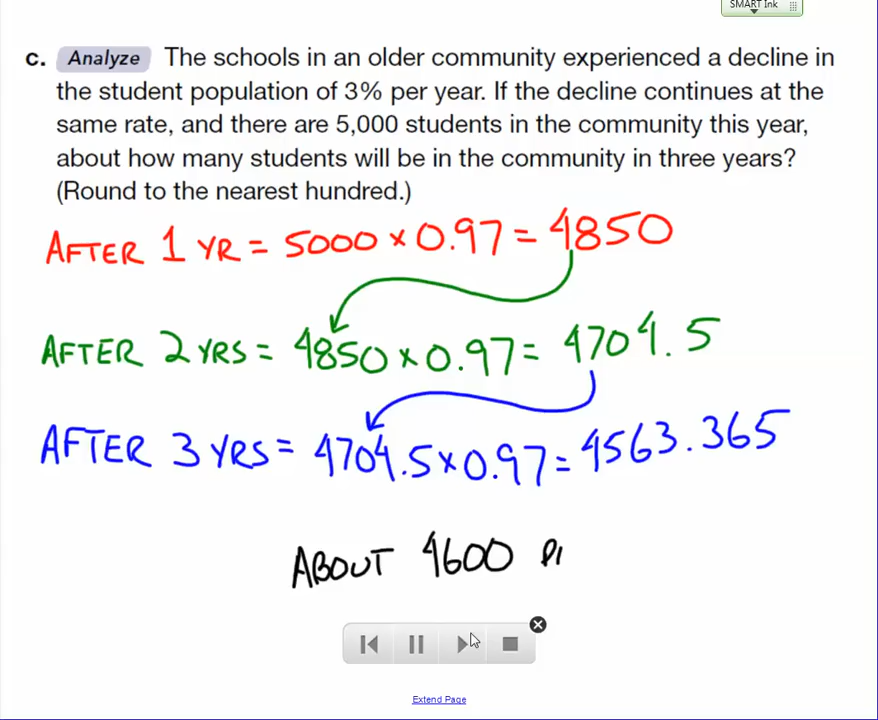 SMART Ink
c. Analyze The schools in an older community experienced a decline in
the student population of 3% per year. If the decline continues at the
same rate, and there are 5,000 students in the community this year,
about how many students will be in the community in three years?
(Round to the nearest hundred.)
AFTER 1 YR = 5000 × 0.97 = 4850
AFTER 2 YRS = 4850 × 0.97 = 4704.5
AFTER 3 YRS = 4704.5 × 0.97 = 4563.365
ABOUT 4600
Extend Page